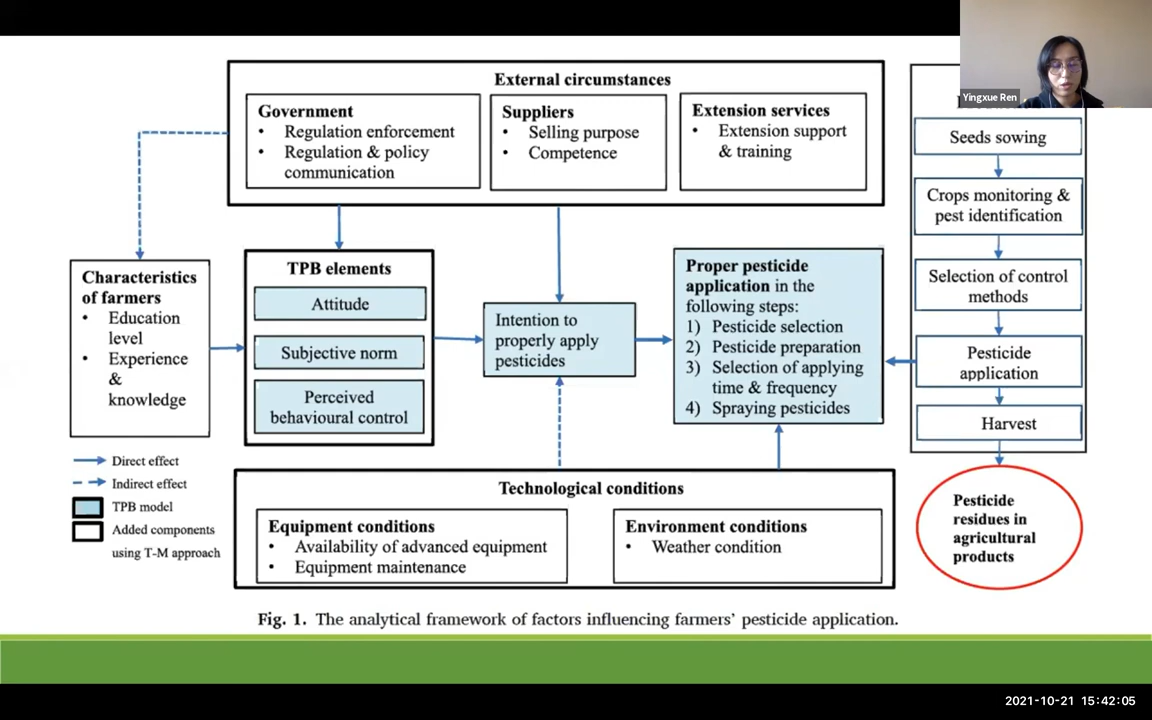 Yingxue Ren
External circumstances
Government
• Regulation enforcement
• Regulation & policy
communication
Suppliers
• Selling purpose
• Competence
Extension services
• Extension support
& training
Characteristics
of farmers
• Education
level
• Experience
&
knowledge
TPB elements
Attitude
Subjective norm
Perceived
behavioural control
Intention to
properly apply
pesticides
Proper pesticide
application in the
following steps:
1) Pesticide selection
2) Pesticide preparation
3) Selection of applying
time & frequency
4) Spraying pesticides
Seeds sowing
Crops monitoring &
pest identification
Selection of control
methods
Pesticide
application
Harvest
Pesticide
residues in
agricultural
products
Direct effect
Indirect effect
TPB model
Added components
using T-M approach
Technological conditions
Equipment conditions
• Availability of advanced equipment
• Equipment maintenance
Environment conditions
• Weather condition
Fig. 1. The analytical framework of factors influencing farmers' pesticide application.
2021-10-21 15:42:05